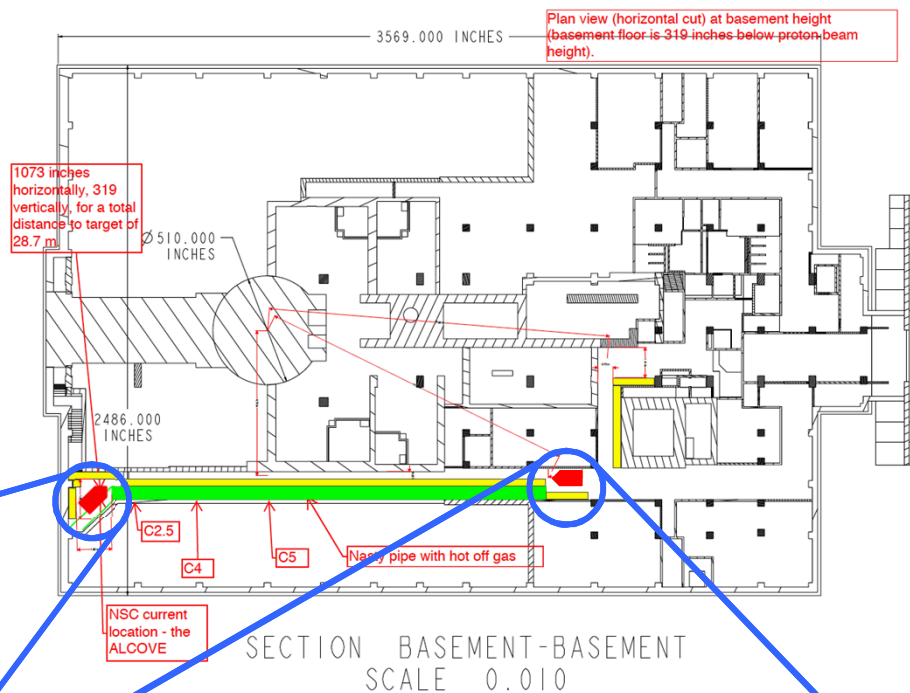 Plan view (horizontal cut) at basement height
(basement floor is 319 inches below proton beam
height).
3569.000 INCHES
1073 inches
horizontally, 319
vertically, for a total
distance to target of
28.7 m
Ø510.000
INCHES
2486.000
INCHES
C2.5
C4
C5
Nasty pipe with hot off gas
NSC current
location - the
ALCOVE
SECTION BASEMENT-BASEMENT
SCALE 0.010